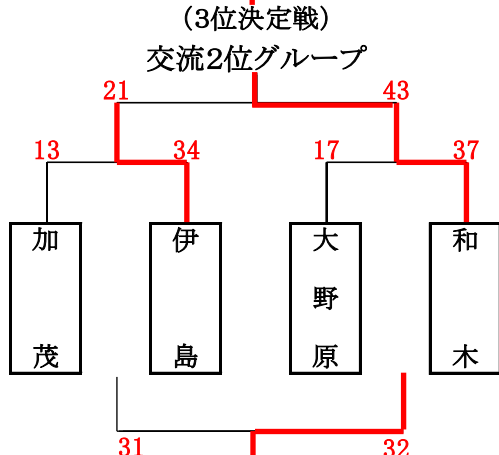 （3位決定戦）
交流2位グループ
21 43
13 34 17 37
加茂 伊島 大野原 和木
31 32